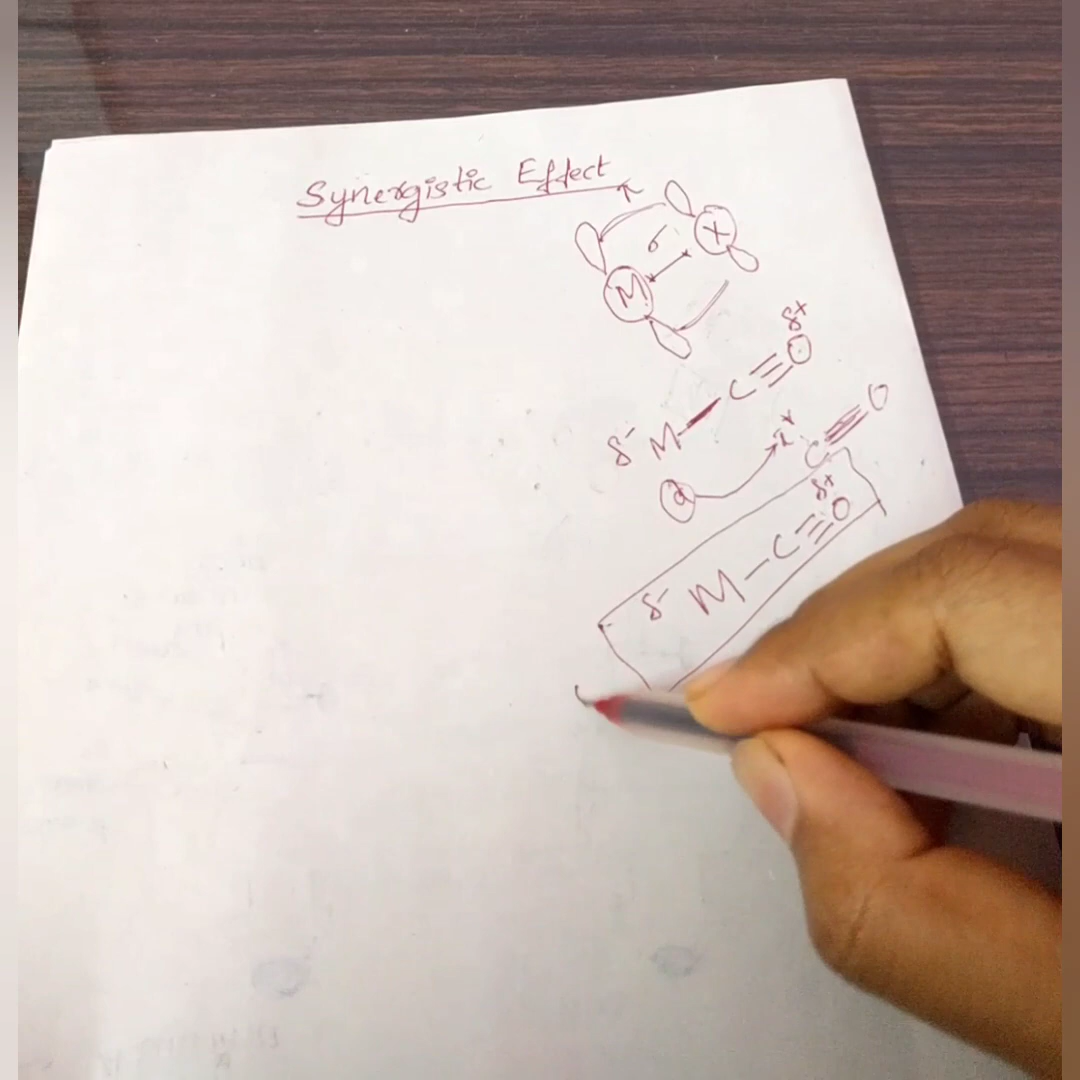 Synergistic Effect
M σ X
δ- M — C ≡ O δ+
d π* C ≡ O
δ- M — C ≡ O δ+